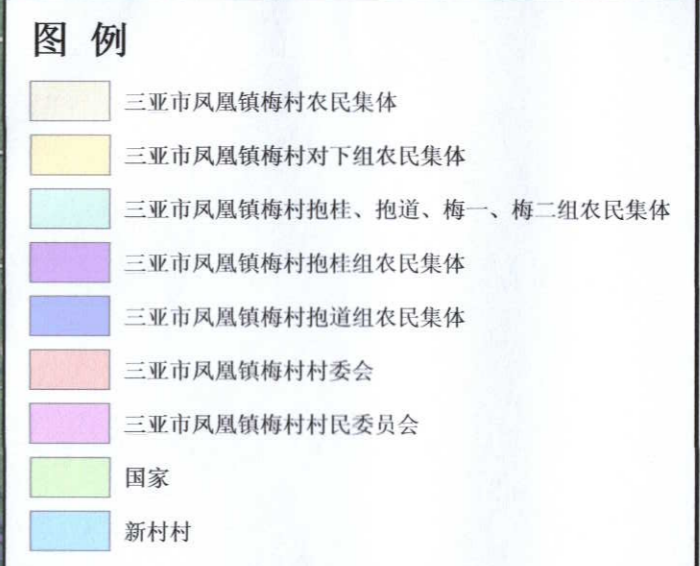 图 例
三亚市凤凰镇梅村农民集体
三亚市凤凰镇梅村对下组农民集体
三亚市凤凰镇梅村抱桂、抱道、梅一、梅二组农民集体
三亚市凤凰镇梅村抱桂组农民集体
三亚市凤凰镇梅村抱道组农民集体
三亚市凤凰镇梅村村委会
三亚市凤凰镇梅村村民委员会
国家
新村村